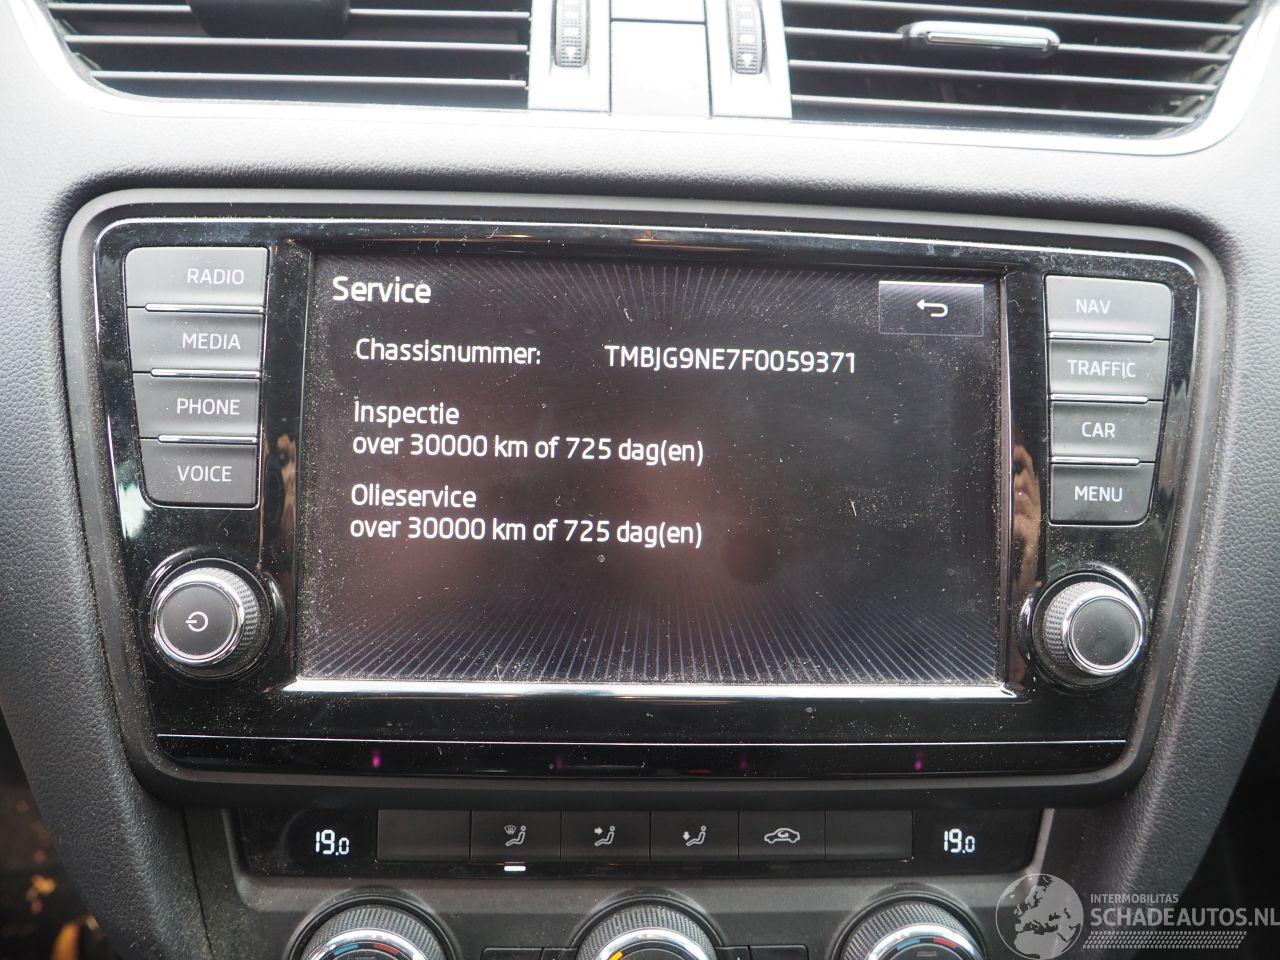 Service
Chassisnummer: TMBJG9NE7F0059371
Inspectie
over 30000 km of 725 dag(en)
Olieservice
over 30000 km of 725 dag(en)
RADIO
MEDIA
PHONE
VOICE
NAV
TRAFFIC
CAR
MENU
19.0
19.0
INTERMOBILITAS
SCHADEAUTOS.NL